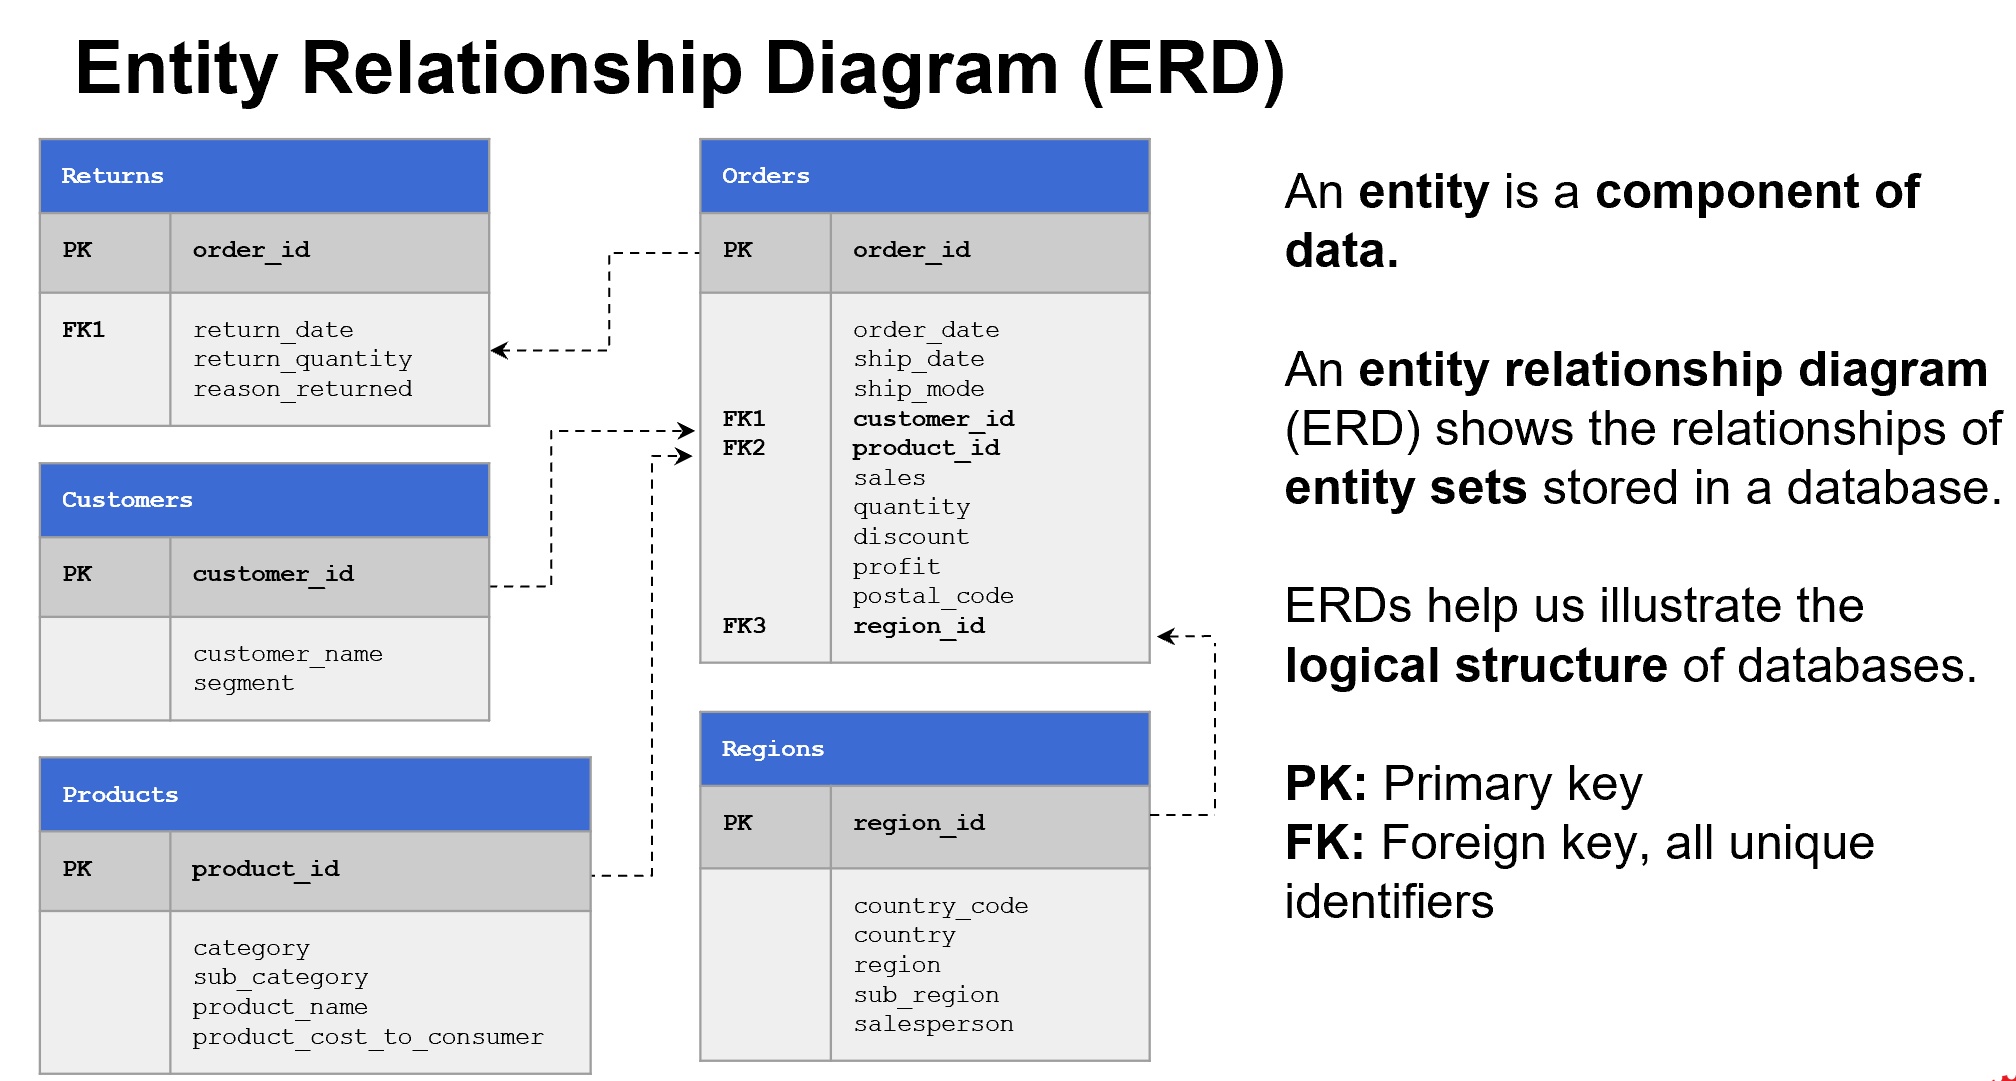 Entity Relationship Diagram (ERD)
Returns
PK order_id
FK1 return_date
return_quantity
reason_returned
Customers
PK customer_id
customer_name
segment
Products
PK product_id
category
sub_category
product_name
product_cost_to_consumer
Orders
PK order_id
order_date
ship_date
ship_mode
FK1 customer_id
FK2 product_id
sales
quantity
discount
profit
postal_code
FK3 region_id
Regions
PK region_id
country_code
country
region
sub_region
salesperson
An entity is a component of
data.
An entity relationship diagram
(ERD) shows the relationships of
entity sets stored in a database.
ERDs help us illustrate the
logical structure of databases.
PK: Primary key
FK: Foreign key, all unique
identifiers